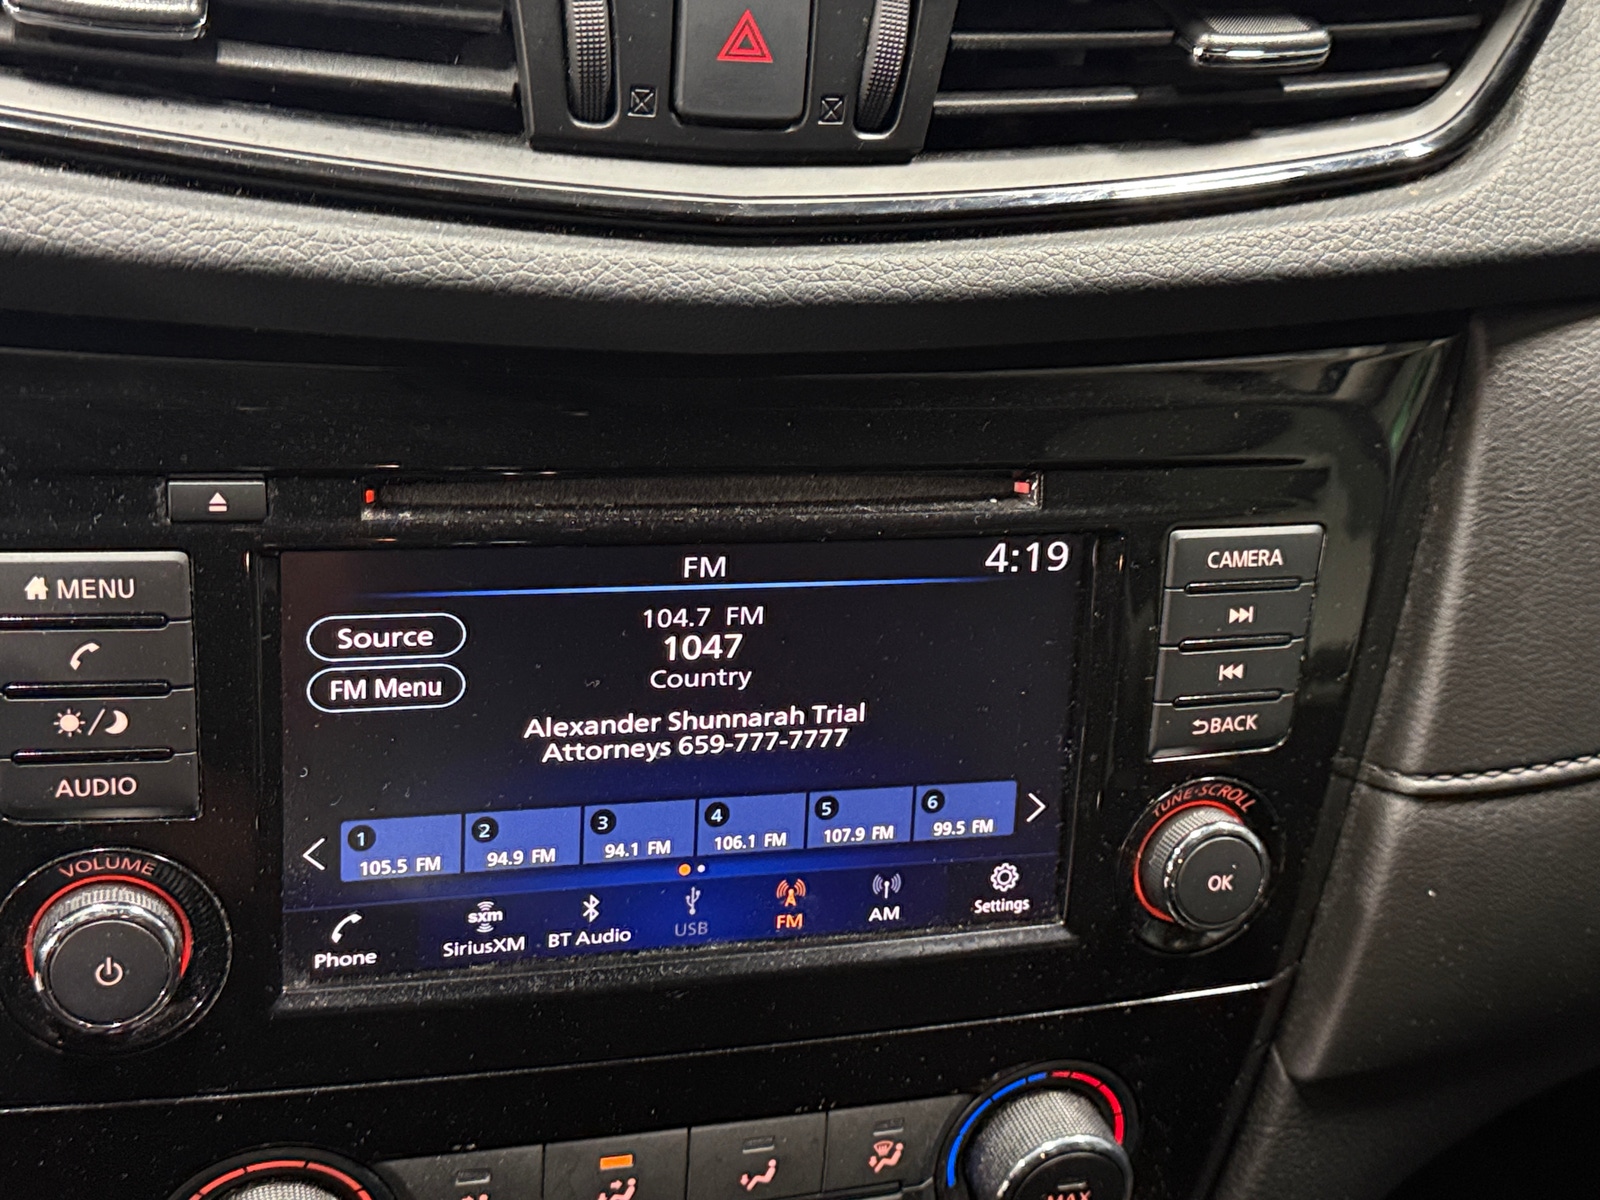 FM
4:19
MENU
AUDIO
VOLUME
Source
FM Menu
104.7 FM
1047
Country
Alexander Shunnarah Trial
Attorneys 659-777-7777
1
105.5 FM
2
94.9 FM
3
94.1 FM
4
106.1 FM
5
107.9 FM
6
99.5 FM
Phone
sxm
SiriusXM
BT Audio
USB
FM
AM
Settings
CAMERA
BACK
TUNE·SCROLL
OK
MAX